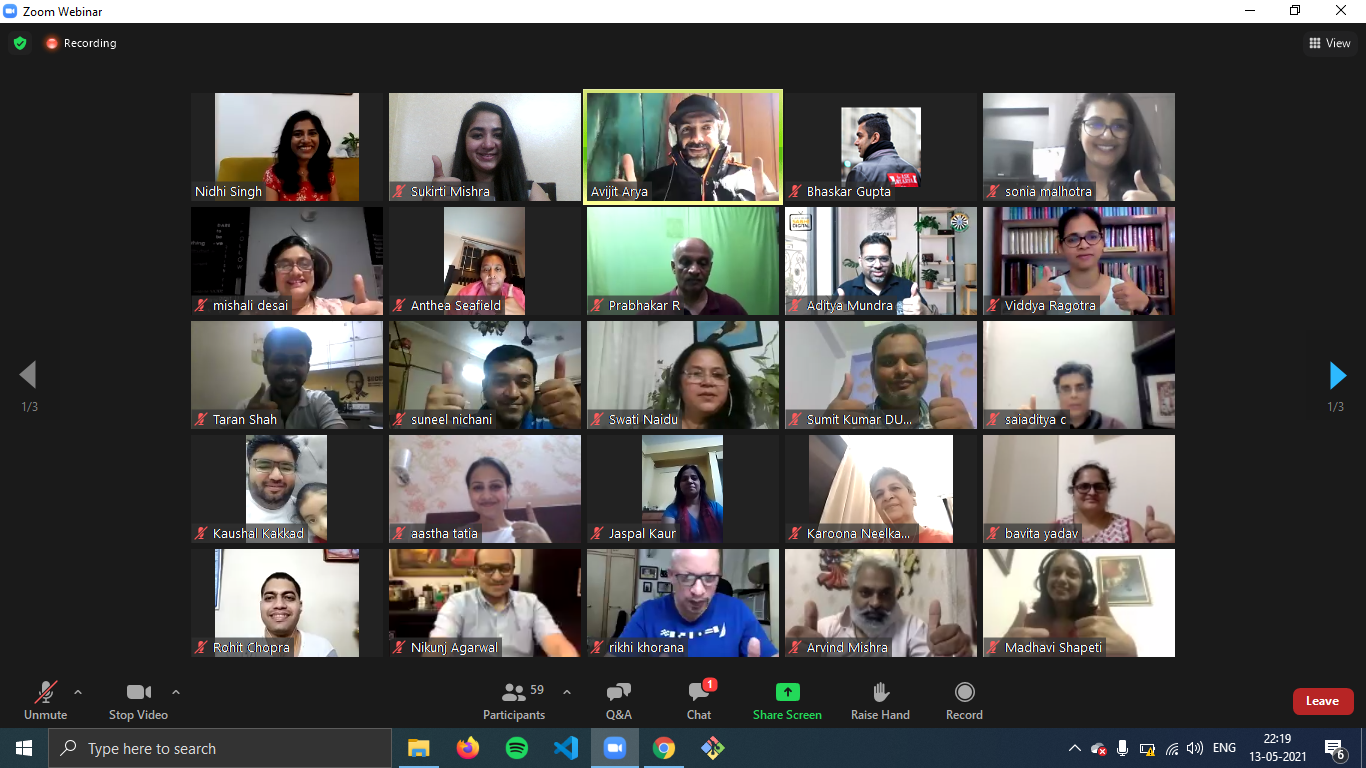 Zoom Webinar
Recording
View
Nidhi Singh
Sukirti Mishra
Avijit Arya
Bhaskar Gupta
sonia malhotra
mishali desai
Anthea Seafield
Prabhakar R
Aditya Mundra
Viddya Ragotra
DIGITAL
Taran Shah
suneel nichani
Swati Naidu
Sumit Kumar DU...
saiaditya c
1/3
1/3
Kaushal Kakkad
aastha tatia
Jaspal Kaur
Karoona Neelka...
bavita yadav
Rohit Chopra
Nikunj Agarwal
rikhi khorana
Arvind Mishra
Madhavi Shapeti
Unmute
Stop Video
59
Participants
Q&A
1
Chat
Share Screen
Raise Hand
Record
Leave
Type here to search
ENG
22:19
13-05-2021
6